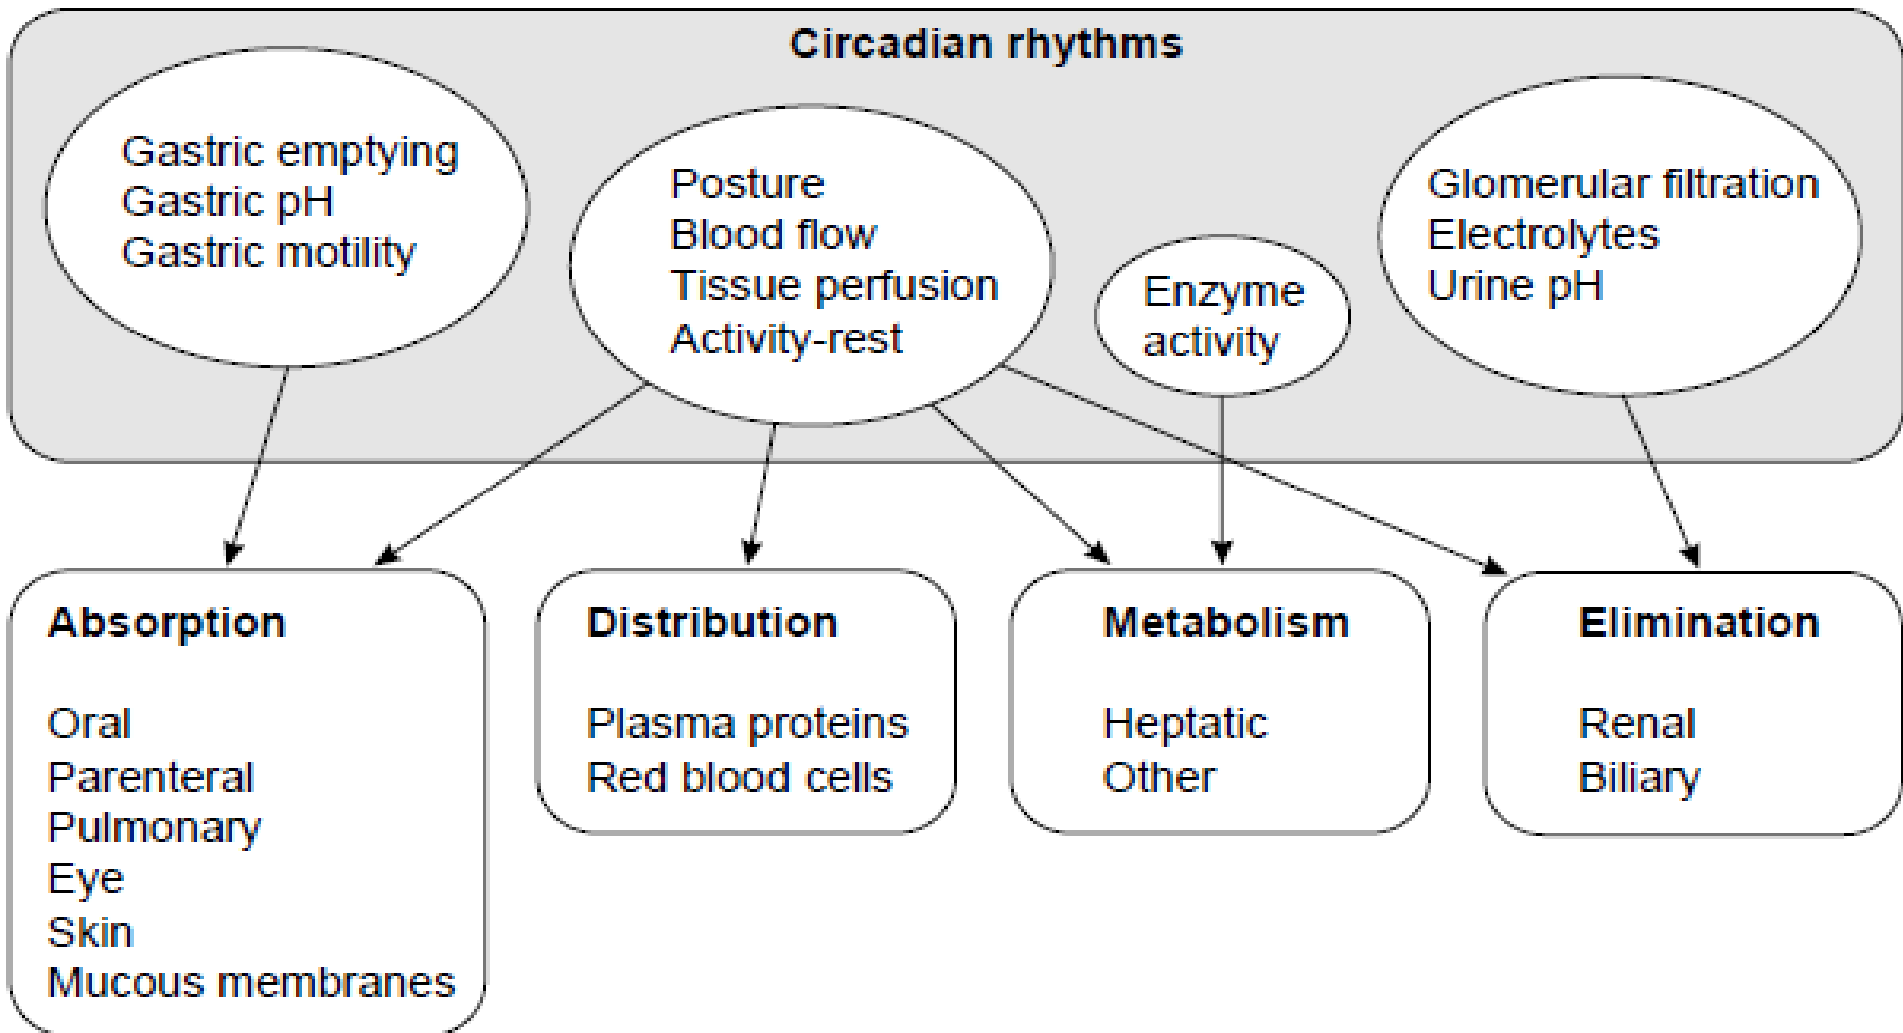 Circadian rhythms
Gastric emptying
Gastric pH
Gastric motility
Posture
Blood flow
Tissue perfusion
Activity-rest
Enzyme
activity
Glomerular filtration
Electrolytes
Urine pH
Absorption
Oral
Parenteral
Pulmonary
Eye
Skin
Mucous membranes
Distribution
Plasma proteins
Red blood cells
Metabolism
Heptatic
Other
Elimination
Renal
Biliary